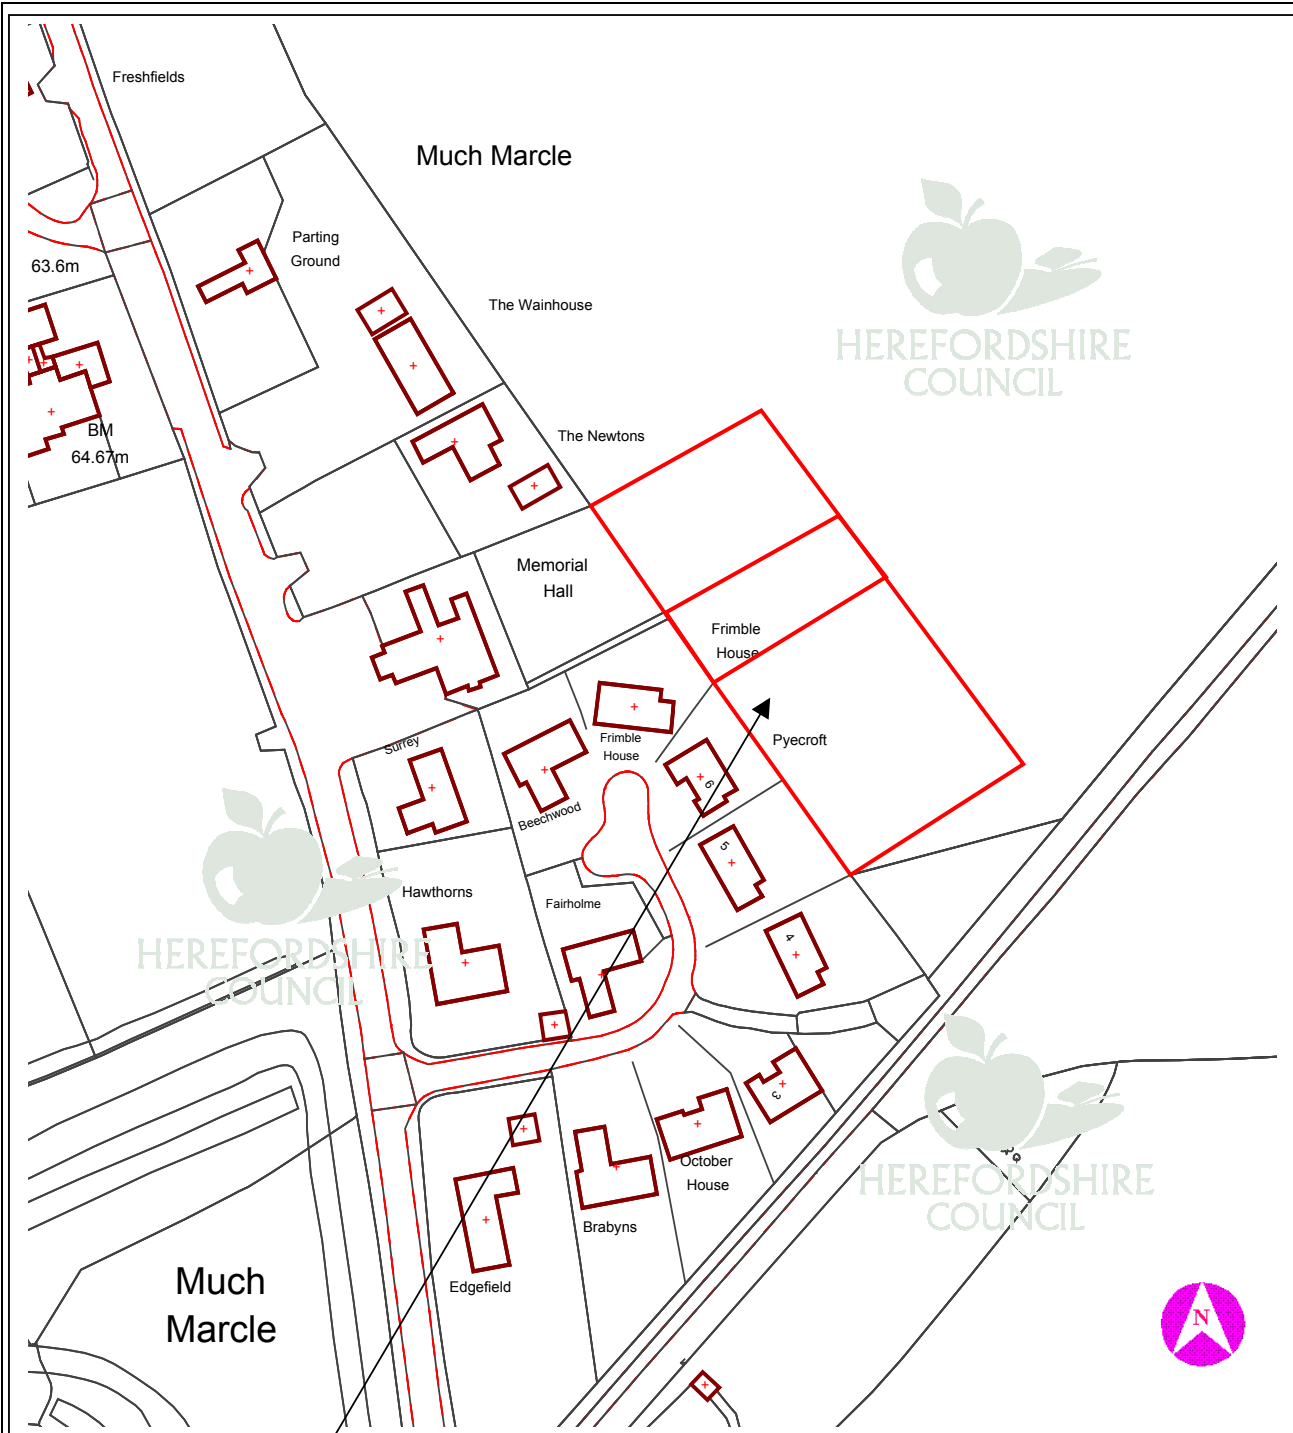 Freshfields
Much Marcle
Parting
Ground
63.6m
The Wainhouse
HEREFORDSHIRE
COUNCIL
BM
64.67m
The Newtons
Memorial
Hall
Frimble
House
Surrey
Frimble
House
Pyecroft
6
Beechwood
5
HEREFORDSHIRE
COUNCIL
Hawthorns
Fairholme
4
3
October
House
HEREFORDSHIRE
COUNCIL
Brabyns
Edgefield
Much
Marcle
N